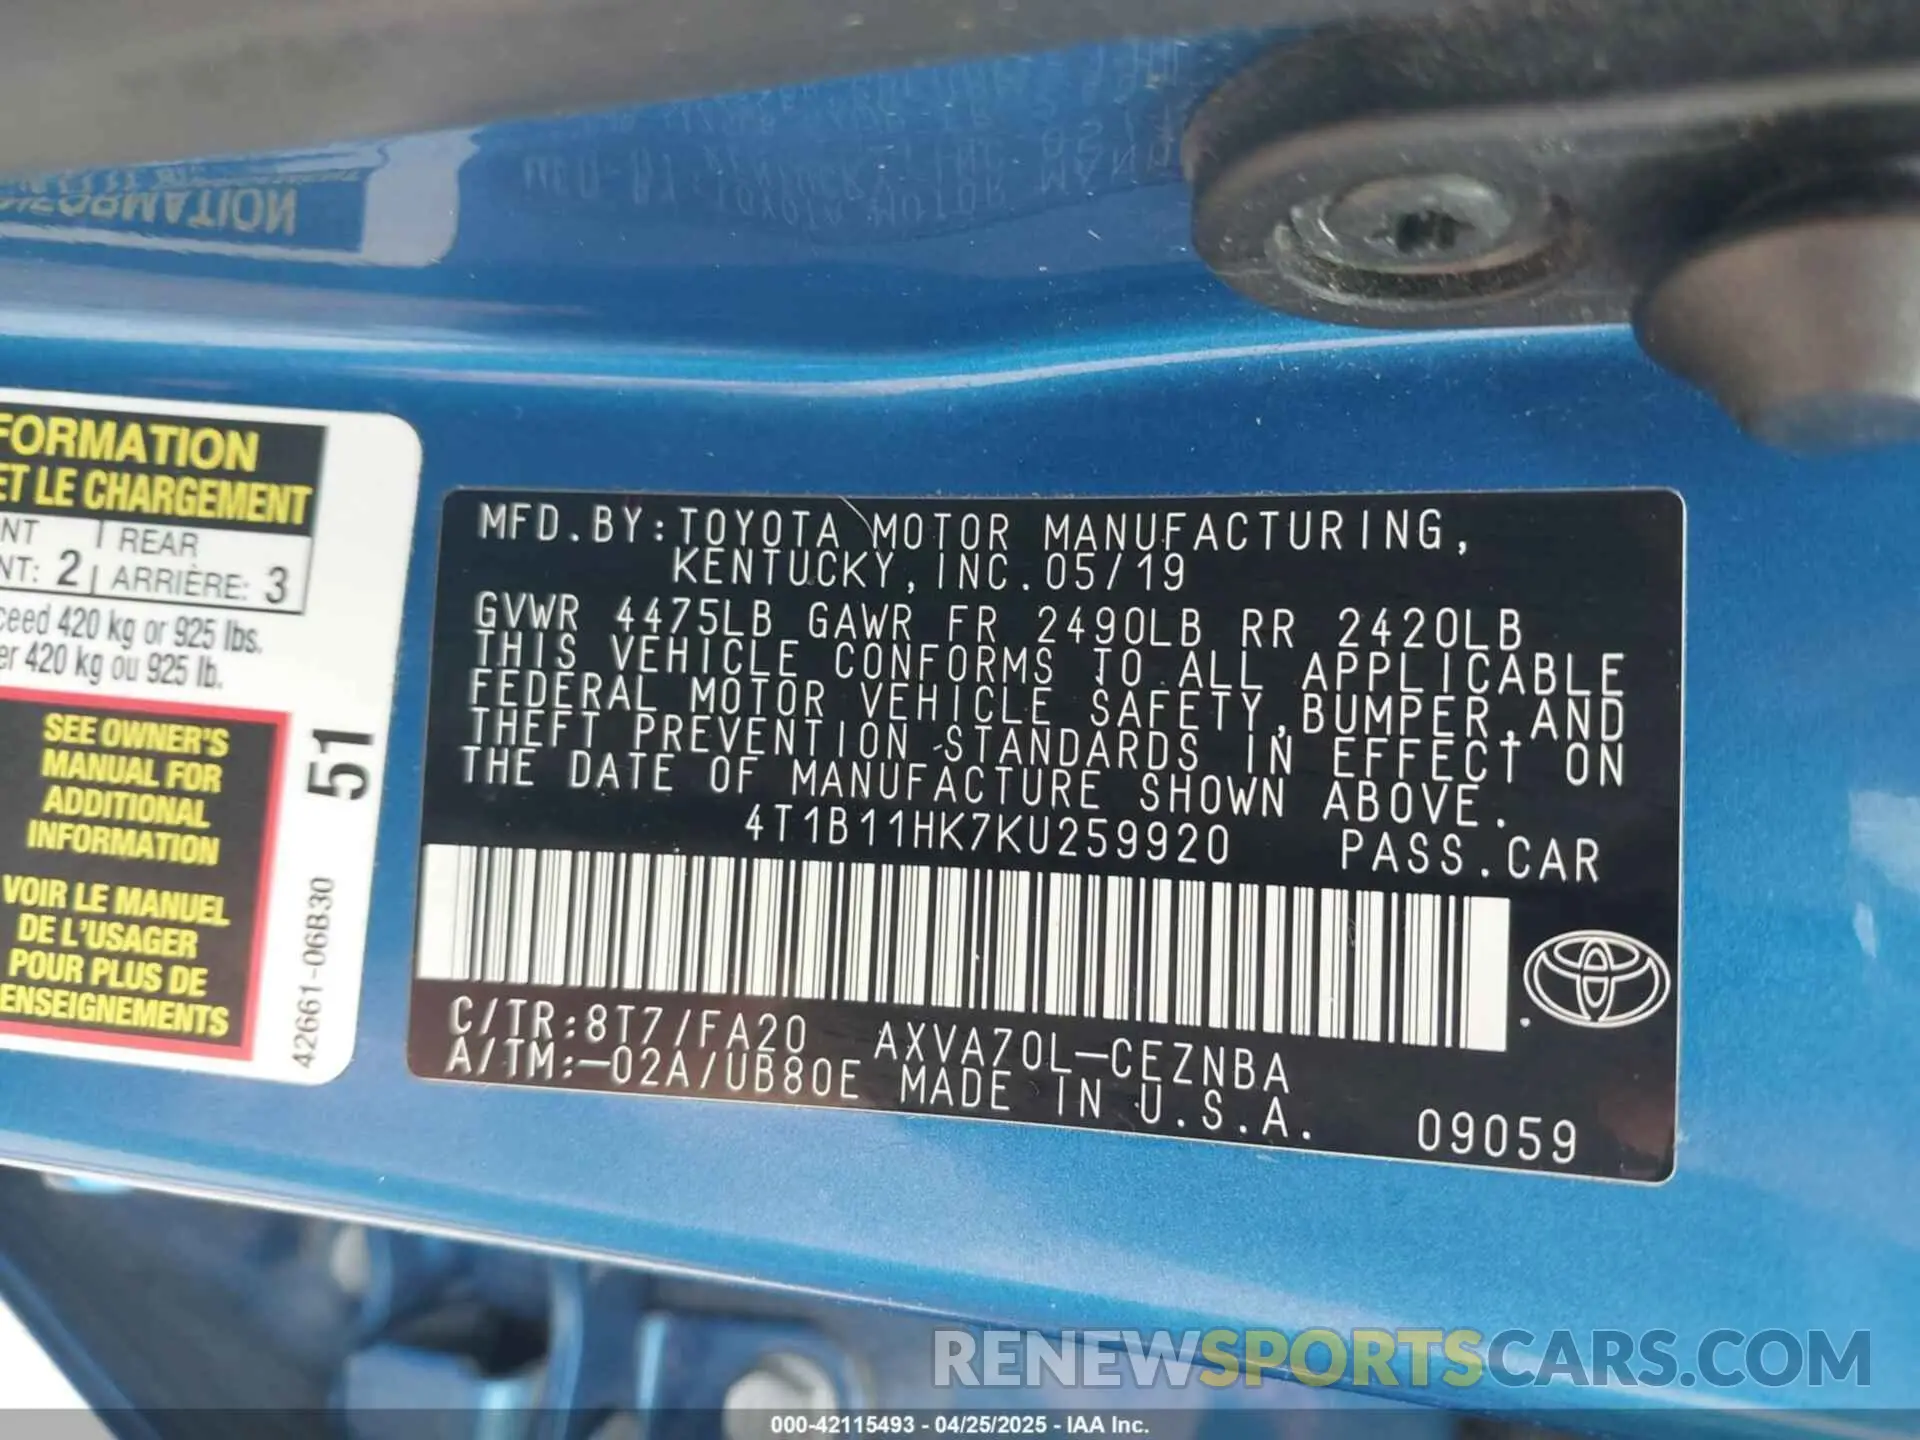 FORMATION
ET LE CHARGEMENT
REAR
2 ARRIÈRE: 3
420 kg or 925 lbs.
420 kg ou 925 lb.
SEE OWNER'S
MANUAL FOR
ADDITIONAL
INFORMATION
VOIR LE MANUEL
DE L'USAGER
POUR PLUS DE
RENSEIGNEMENTS
51
42661-06B30
MFD.BY:TOYOTA MOTOR MANUFACTURING,
KENTUCKY,INC.05/19
GVWR 4475LB GAWR FR 2490LB RR 2420LB
THIS VEHICLE CONFORMS TO ALL APPLICABLE
FEDERAL MOTOR VEHICLE SAFETY,BUMPER,AND
THEFT PREVENTION STANDARDS IN EFFECT ON
THE DATE OF MANUFACTURE SHOWN ABOVE.
4T1B11HK7KU259920 PASS.CAR
C/TR:8T7/FA20 AXVA70L-CEZNBA
A/TM:-02A/UB80E MADE IN U.S.A.
09059
RENEWSPORTSCARS.COM
000-42115493 - 04/25/2025 - IAA Inc.